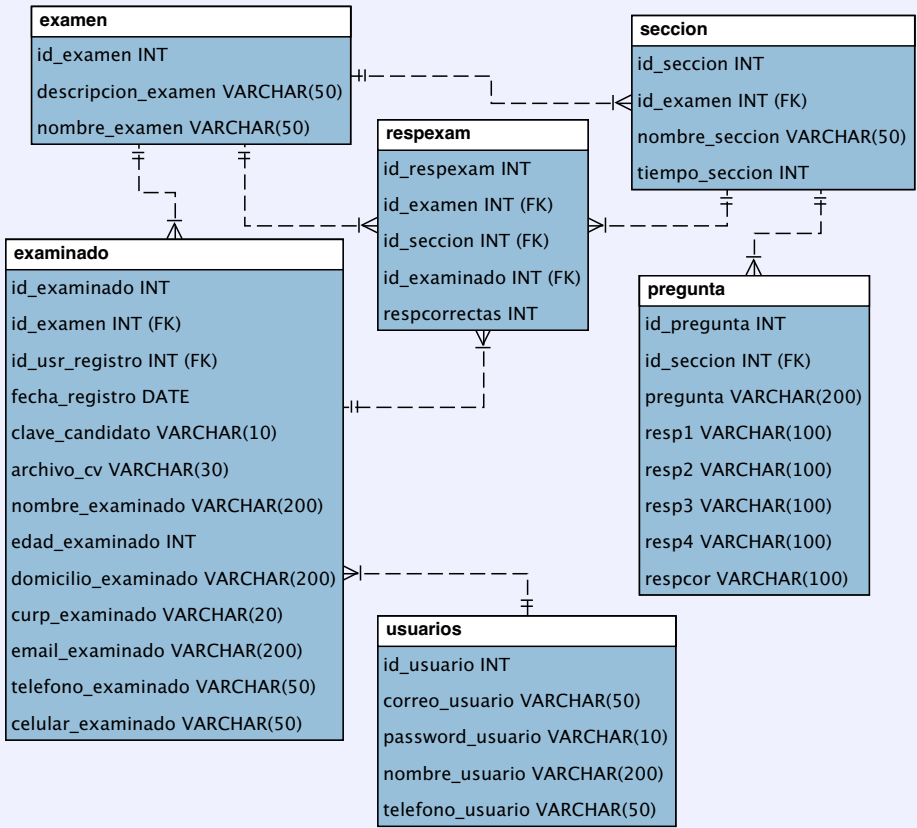 examen
id_examen INT
descripcion_examen VARCHAR(50)
nombre_examen VARCHAR(50)
seccion
id_seccion INT
id_examen INT (FK)
nombre_seccion VARCHAR(50)
tiempo_seccion INT
respexam
id_respexam INT
id_examen INT (FK)
id_seccion INT (FK)
id_examinado INT (FK)
respcorrectas INT
examinado
id_examinado INT
id_examen INT (FK)
id_usr_registro INT (FK)
fecha_registro DATE
clave_candidato VARCHAR(10)
archivo_cv VARCHAR(30)
nombre_examinado VARCHAR(200)
edad_examinado INT
domicilio_examinado VARCHAR(200)
curp_examinado VARCHAR(20)
email_examinado VARCHAR(200)
telefono_examinado VARCHAR(50)
celular_examinado VARCHAR(50)
pregunta
id_pregunta INT
id_seccion INT (FK)
pregunta VARCHAR(200)
resp1 VARCHAR(100)
resp2 VARCHAR(100)
resp3 VARCHAR(100)
resp4 VARCHAR(100)
respcor VARCHAR(100)
usuarios
id_usuario INT
correo_usuario VARCHAR(50)
password_usuario VARCHAR(10)
nombre_usuario VARCHAR(200)
telefono_usuario VARCHAR(50)